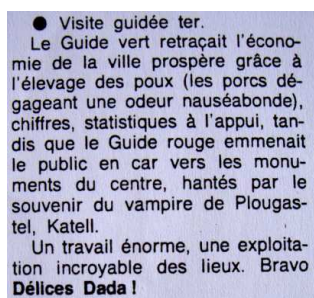 ● Visite guidée ter.
Le Guide vert retraçait l'écono-
mie de la ville prospère grâce à
l'élevage des poux (les porcs dé-
gageant une odeur nauséabonde),
chiffres, statistiques à l'appui, tan-
dis que le Guide rouge emmenait
le public en car vers les monu-
ments du centre, hantés par le
souvenir du vampire de Plougas-
tel, Katell.
Un travail énorme, une exploita-
tion incroyable des lieux. Bravo
Délices Dada !